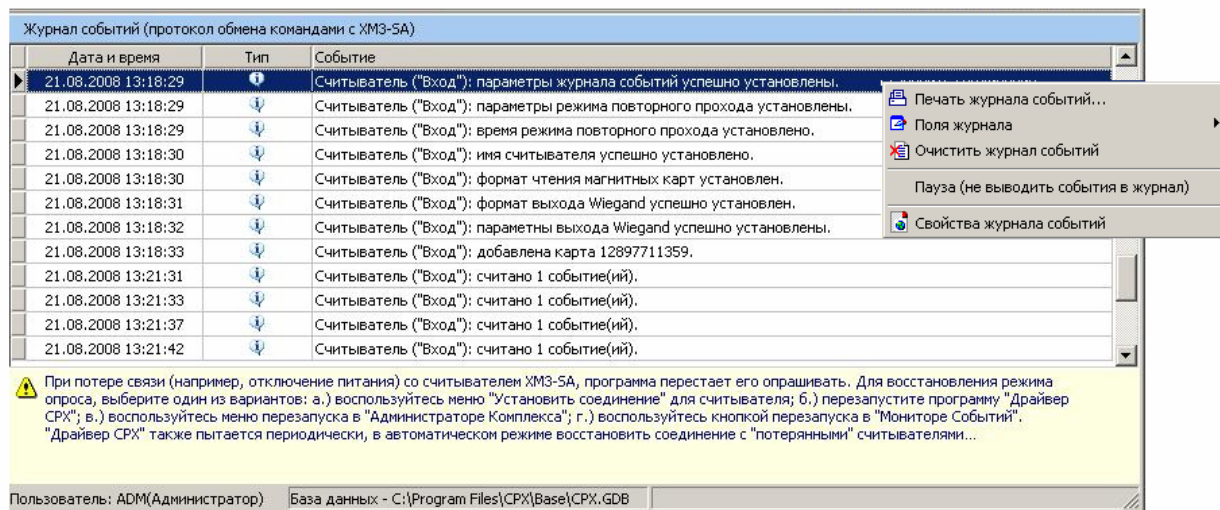 Журнал событий (протокол обмена командами с XM3-SA)
Дата и время Тип Событие
21.08.2008 13:18:29 Считыватель ("Вход"): параметры журнала событий успешно установлены.
21.08.2008 13:18:29 Считыватель ("Вход"): параметры режима повторного прохода установлены.
21.08.2008 13:18:29 Считыватель ("Вход"): время режима повторного прохода установлено.
21.08.2008 13:18:30 Считыватель ("Вход"): имя считывателя успешно установлено.
21.08.2008 13:18:30 Считыватель ("Вход"): формат чтения магнитных карт установлен.
21.08.2008 13:18:31 Считыватель ("Вход"): формат выхода Wiegand успешно установлен.
21.08.2008 13:18:32 Считыватель ("Вход"): параметны выхода Wiegand успешно установлены.
21.08.2008 13:18:33 Считыватель ("Вход"): добавлена карта 12897711359.
21.08.2008 13:21:31 Считыватель ("Вход"): считано 1 событие(ий).
21.08.2008 13:21:33 Считыватель ("Вход"): считано 1 событие(ий).
21.08.2008 13:21:37 Считыватель ("Вход"): считано 1 событие(ий).
21.08.2008 13:21:42 Считыватель ("Вход"): считано 1 событие(ий).
Печать журнала событий...
Поля журнала
Очистить журнал событий
Пауза (не выводить события в журнал)
Свойства журнала событий
При потере связи (например, отключение питания) со считывателем XM3-SA, программа перестает его опрашивать. Для восстановления режима
опроса, выберите один из вариантов: а.) воспользуйтесь меню "Установить соединение" для считывателя; б.) перезапустите программу "Драйвер
CPX"; в.) воспользуйтесь меню перезапуска в "Администраторе Комплекса"; г.) воспользуйтесь кнопкой перезапуска в "Мониторе Событий".
"Драйвер CPX" также пытается периодически, в автоматическом режиме восстановить соединение с "потерянными" считывателями...
Пользователь: ADM(Администратор) База данных - C:\Program Files\CPX\Base\CPX.GDB